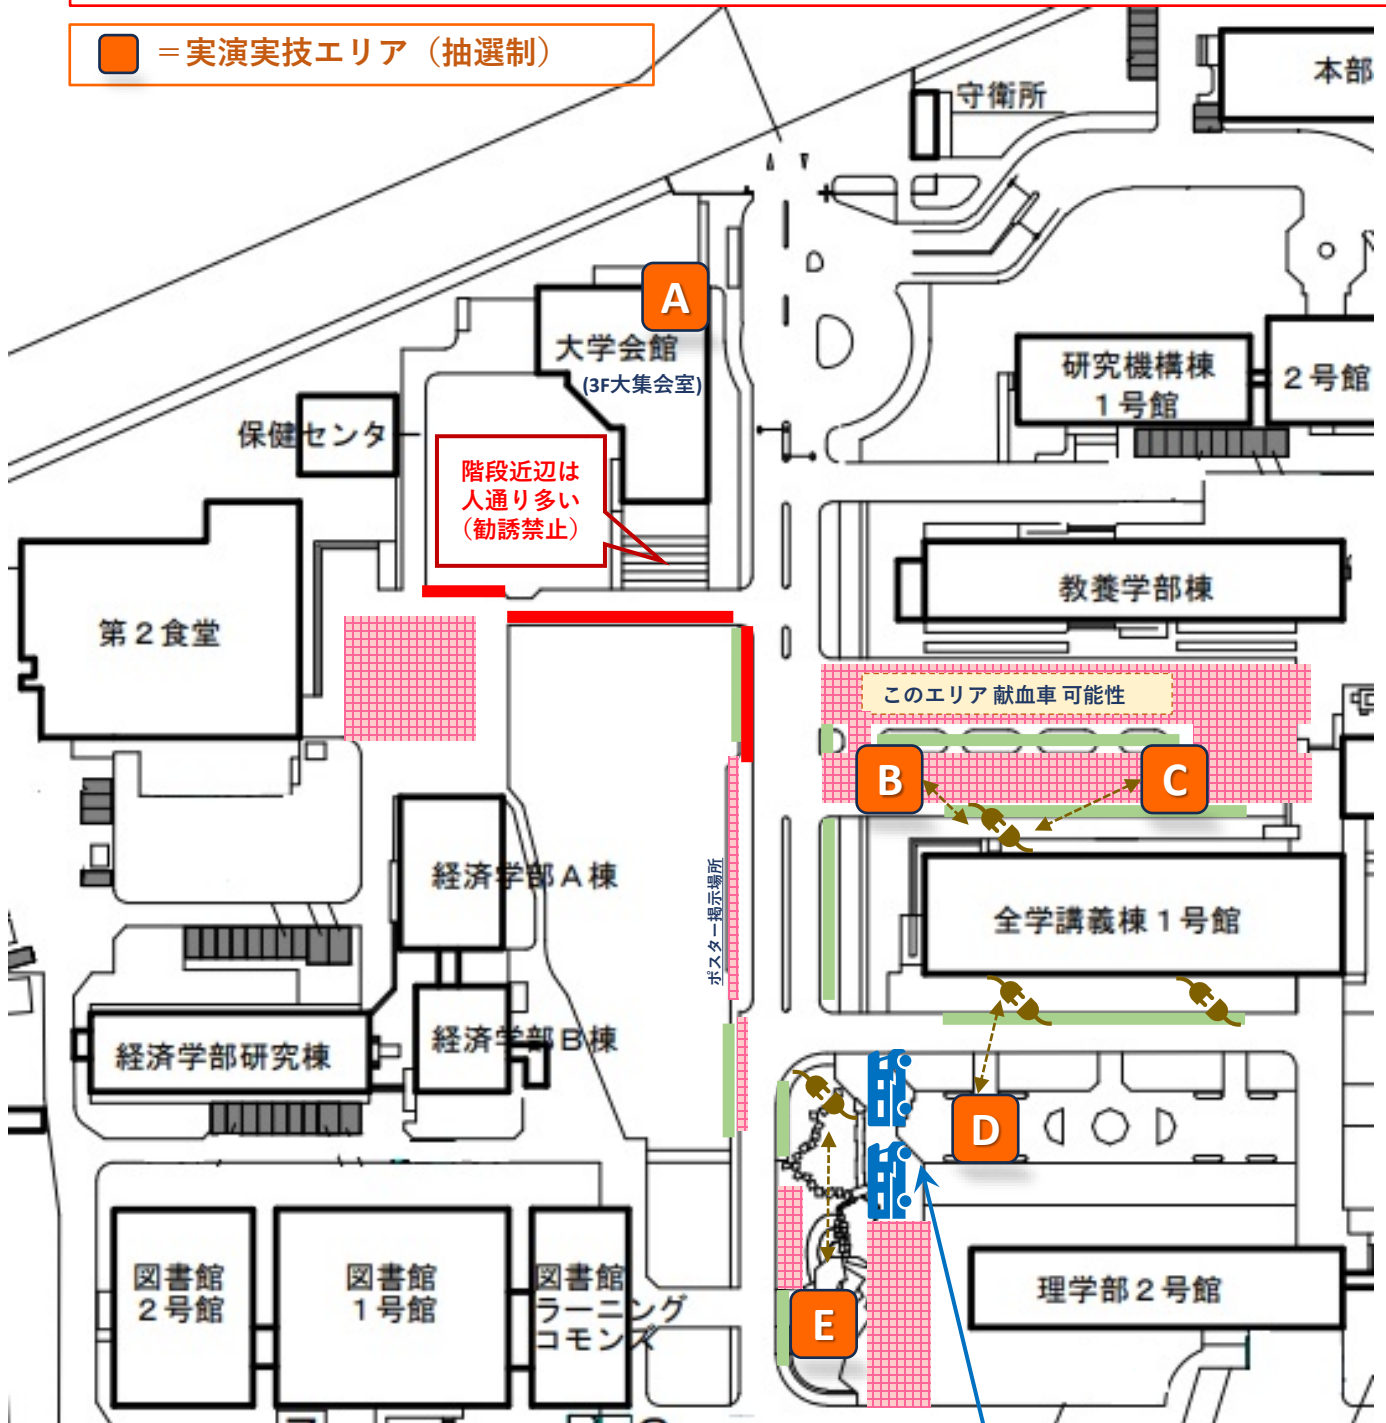 ＝実演実技エリア（抽選制）
本部
守衛所
A
大学会館
(3F大集会室)
研究機構棟
１号館
２号館
保健センタ
階段近辺は
人通り多い
（勧誘禁止）
教養学部棟
第２食堂
このエリア 献血車 可能性
B
C
経済学部Ａ棟
ポスター掲示場所
全学講義棟１号館
経済学部Ｂ棟
経済学部研究棟
D
図書館
２号館
図書館
１号館
図書館
ラーニング
コモンズ
理学部２号館
E